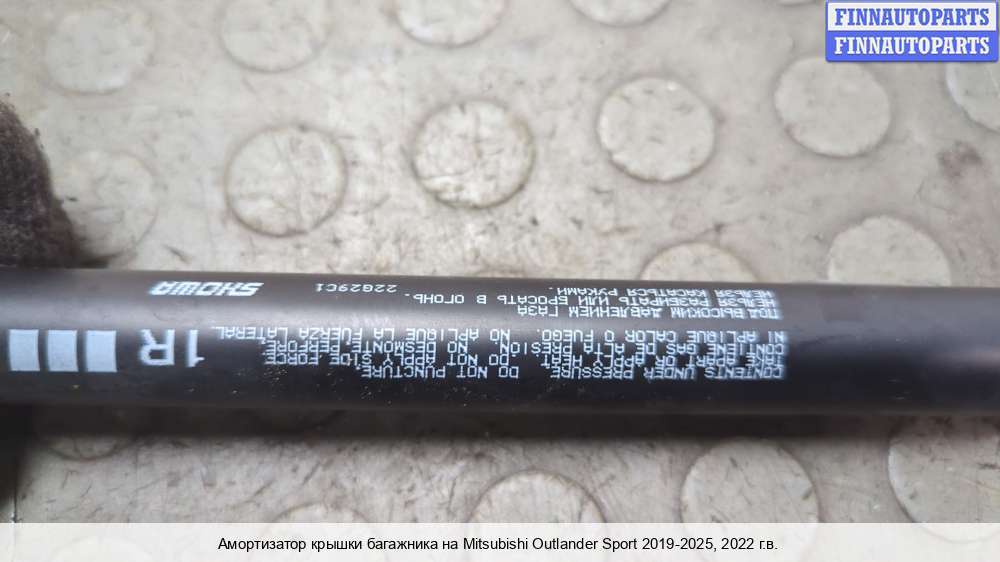 FINNAUTOPARTS
FINNAUTOPARTS
CONTENTS UNDER PRESSURE. DO NOT PUNCTURE,
TAKE APART OR APPLY HEAT. DO NOT APPLY SIDE FORCE.
CONTIENE GAS DE ALTA PRESIÓN. NO DESMONTE, PERFORE,
NI APLIQUE CALOR O FUEGO. NO APLIQUE LA FUERZA LATERAL.
ПОД ВЫСОКИМ ДАВЛЕНИЕМ ГАЗА
НЕЛЬЗЯ РАЗБИРАТЬ ИЛИ БРОСАТЬ В ОГОНЬ.
НЕЛЬЗЯ КАСАТЬСЯ РУКАМИ.
SHOWA
1R
Амортизатор крышки багажника на Mitsubishi Outlander Sport 2019-2025, 2022 г.в.